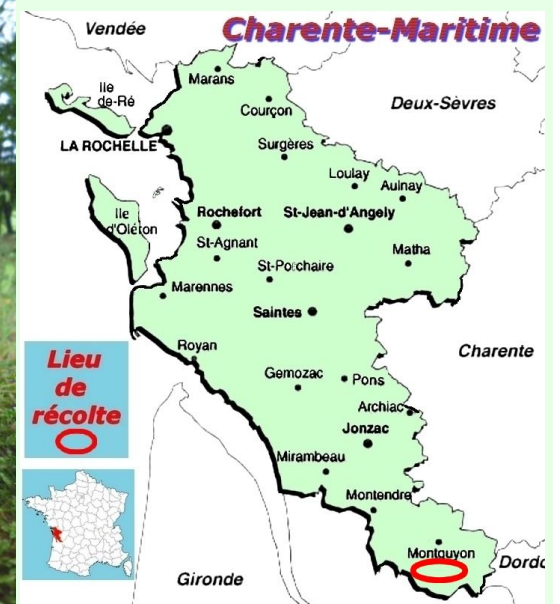 Charente-Maritime
Vendée
Marans
Ile
de-Ré
Courçon
Deux-Sèvres
LA ROCHELLE
Surgères
Loulay
Aulnay
Ile
d'Oléron
Rochefort
St-Jean-d'Angely
St-Agnant
Matha
St-Porchaire
Marennes
Saintes
Royan
Charente
Lieu
de
récolte
Gemozac
Pons
Archiac
Jonzac
Mirambeau
Montendre
Montguyon
Gironde